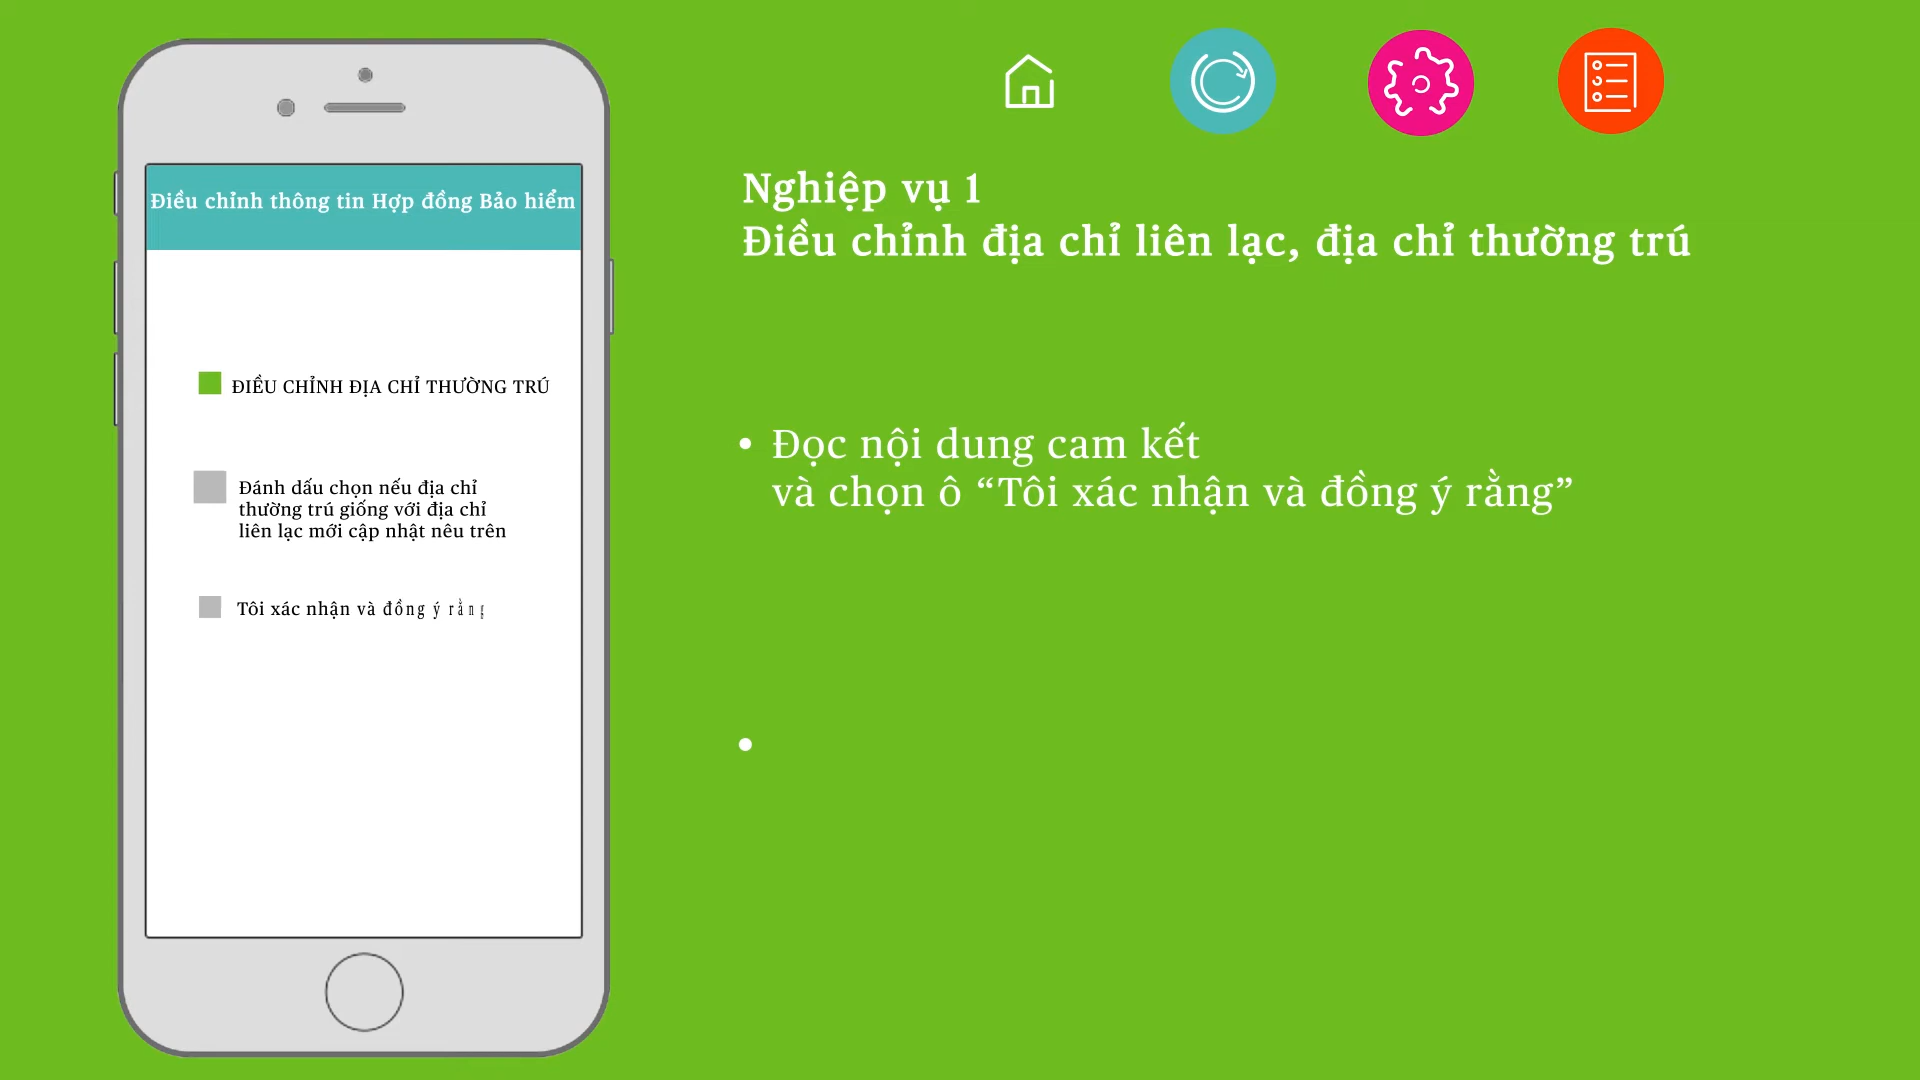 Điều chỉnh thông tin Hợp đồng Bảo hiểm
ĐIỀU CHỈNH ĐỊA CHỈ THƯỜNG TRÚ
Đánh dấu chọn nếu địa chỉ
thường trú giống với địa chỉ
liên lạc mới cập nhật nêu trên
Tôi xác nhận và đồng ý rằng
Nghiệp vụ 1
Điều chỉnh địa chỉ liên lạc, địa chỉ thường trú
• Đọc nội dung cam kết
và chọn ô “Tôi xác nhận và đồng ý rằng”
•